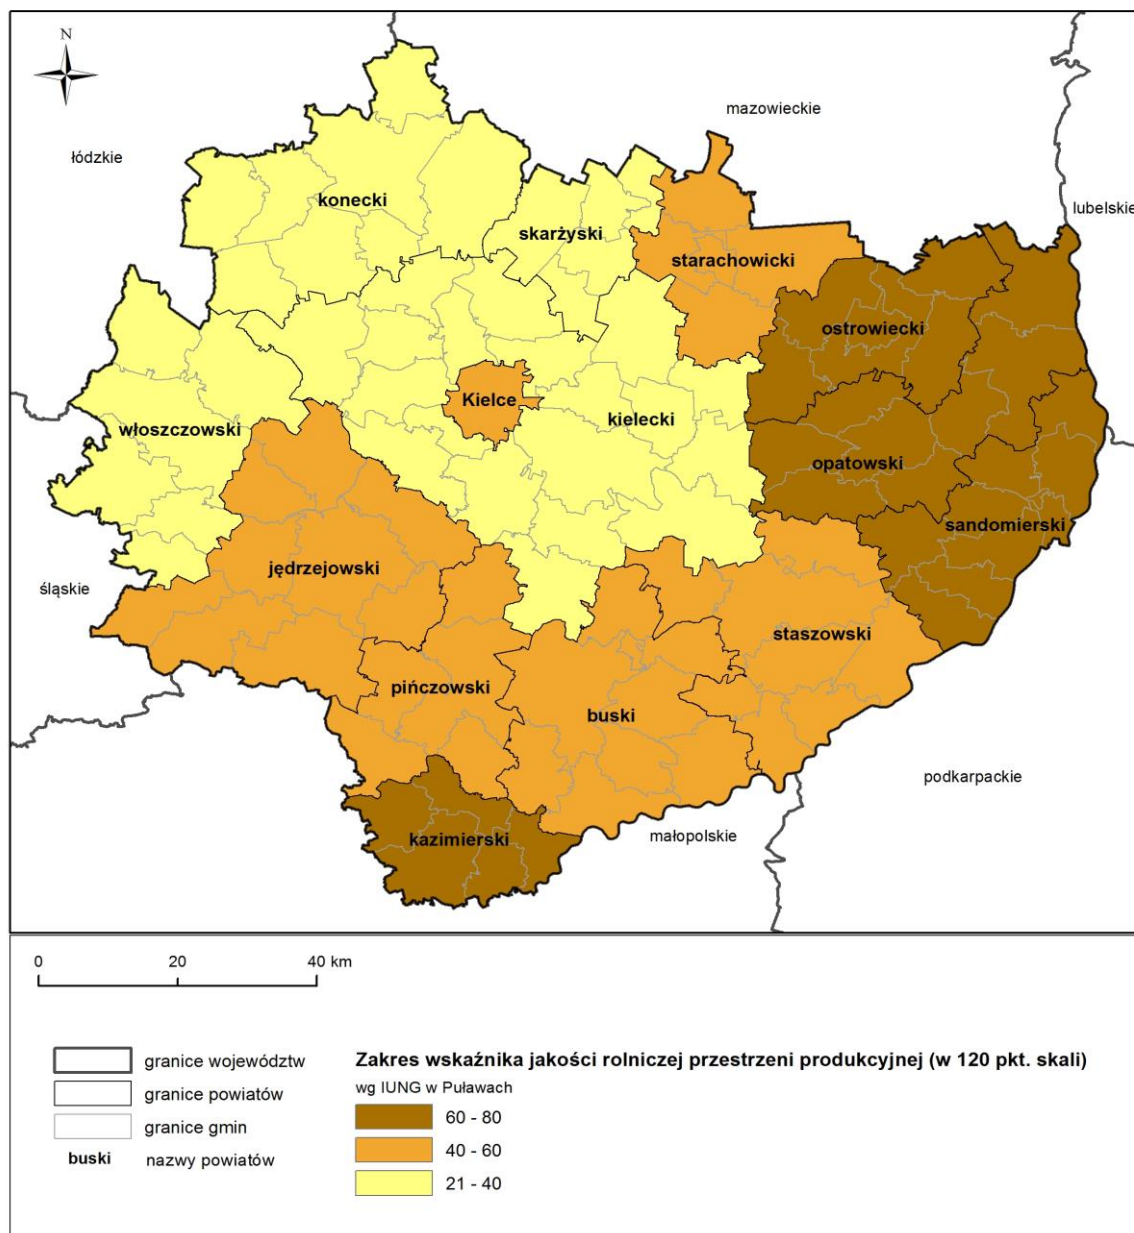 N
mazowieckie
łódzkie
konecki
lubelskie
skarżyski
starachowicki
ostrowiecki
Kielce
kielecki
włoszczowski
opatowski
sandomierski
jędrzejowski
śląskie
staszowski
pińczowski
buski
podkarpackie
małopolskie
kazimierski
0 20 40 km
granice województw
granice powiatów
granice gmin
buski nazwy powiatów
Zakres wskaźnika jakości rolniczej przestrzeni produkcyjnej (w 120 pkt. skali)
wg IUNG w Puławach
60 - 80
40 - 60
21 - 40